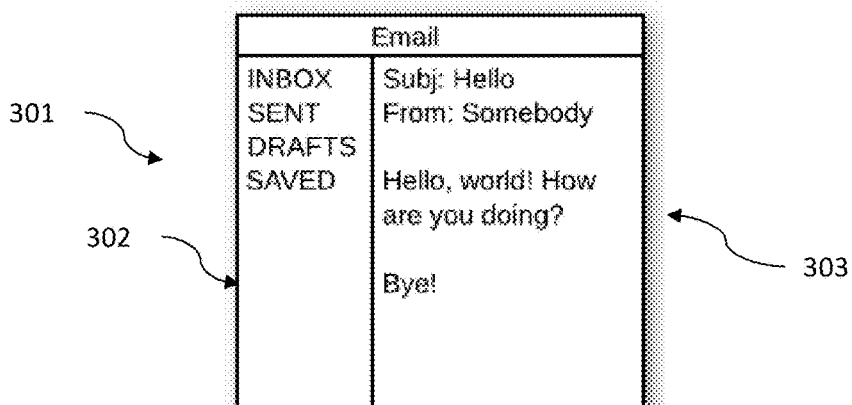 Email
INBOX
SENT
DRAFTS
SAVED
Subj: Hello
From: Somebody
Hello, world! How
are you doing?
Bye!
301
302
303